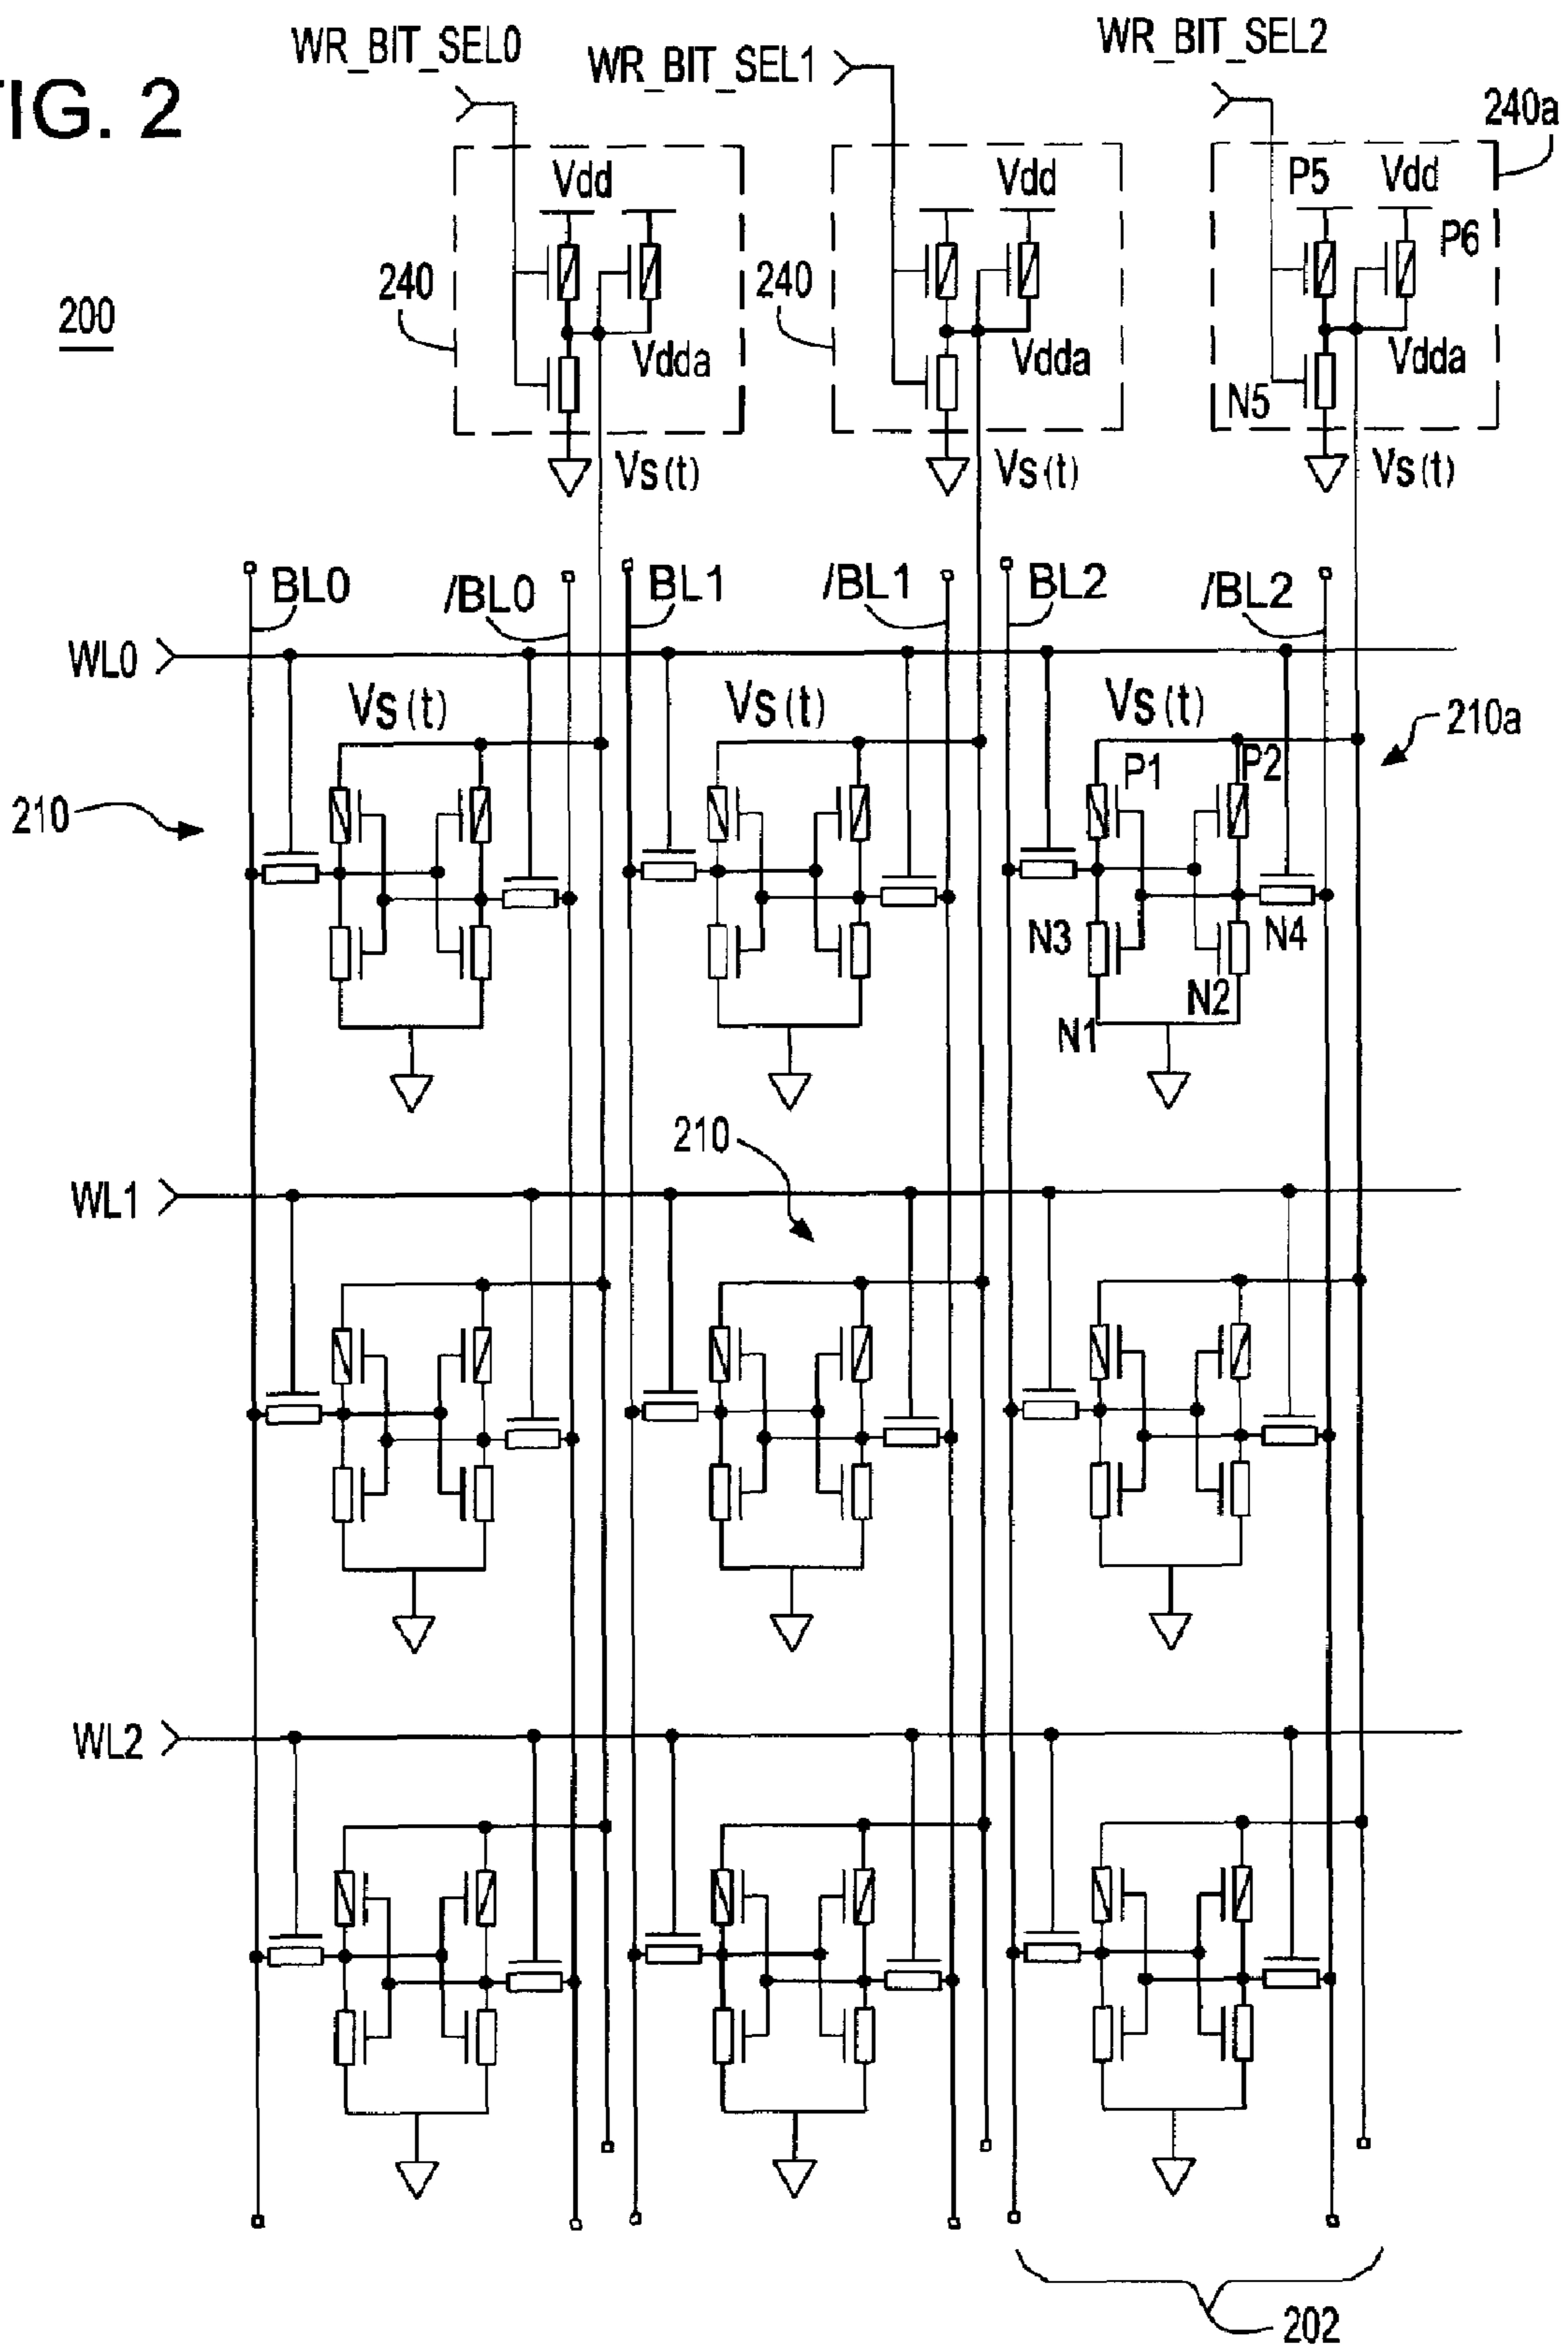 WR_BIT_SEL0
WR_BIT_SEL1
WR_BIT_SEL2
IG. 2
240a
Vdd
Vdd
P5
Vdd
P6
240
240
200
Vdda
Vdda
Vdda
N5
Vs(t)
Vs(t)
Vs(t)
BL0
/BL0
BL1
/BL1
BL2
/BL2
WL0
Vs(t)
Vs(t)
Vs(t)
210a
P1
P2
210
N3
N4
N2
N1
210
WL1
WL2
202